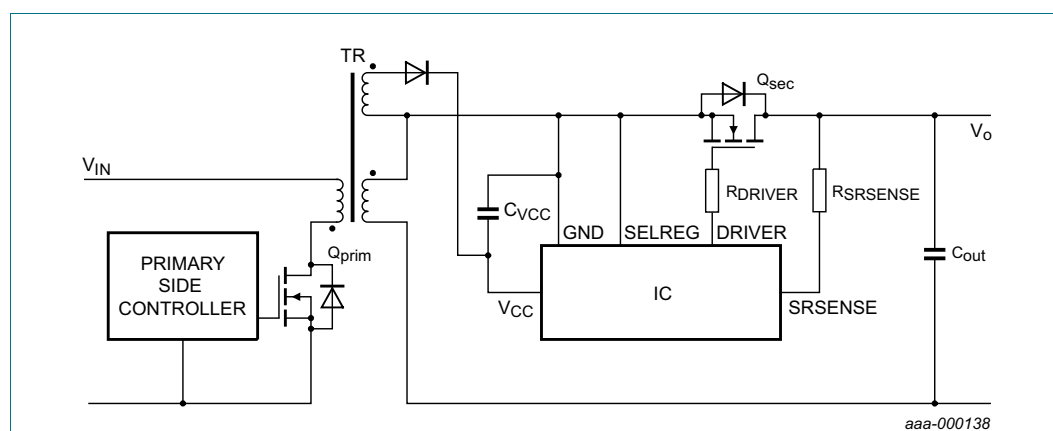 TR
Qsec
Vo
VIN
RDRIVER
RSRSENSE
CVCC
GND
SELREG
DRIVER
Cout
Qprim
PRIMARY
SIDE
CONTROLLER
IC
VCC
SRSENSE
aaa-000138